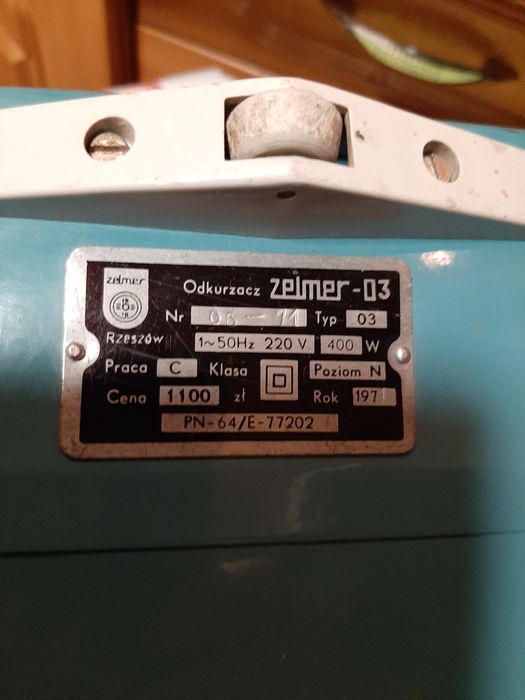 zelmer
Odkurzacz zelmer-03
Nr 06-71 Typ 03
Rzeszów
1~50Hz 220 V 400 W
Praca C Klasa Poziom N
Cena 1100 zł Rok 1971
PN-64/E-77202